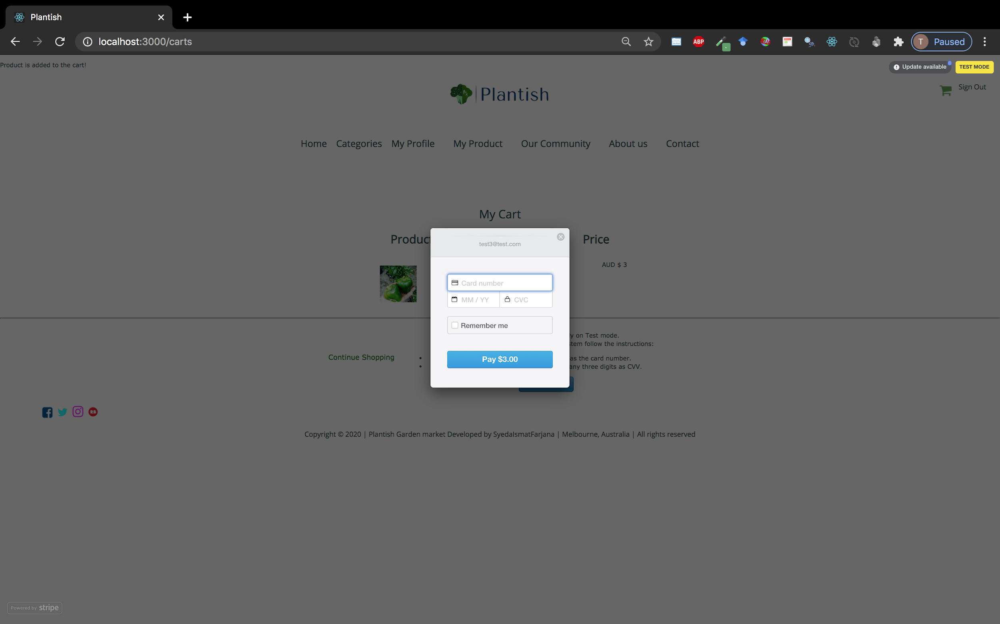 Plantish
localhost:3000/carts
ABP
T Paused
Product is added to the cart!
Update available
TEST MODE
Plantish
Sign Out
Home Categories My Profile My Product Our Community About us Contact
My Cart
Product Price
test3@test.com
AUD $ 3
Card number
MM / YY CVC
Remember me
y on Test mode.
stem follow the instructions:
Continue Shopping
as the card number.
any three digits as CVV.
Pay $3.00
Copyright © 2020 | Plantish Garden market Developed by SyedaIsmatFarjana | Melbourne, Australia | All rights reserved
Powered by stripe